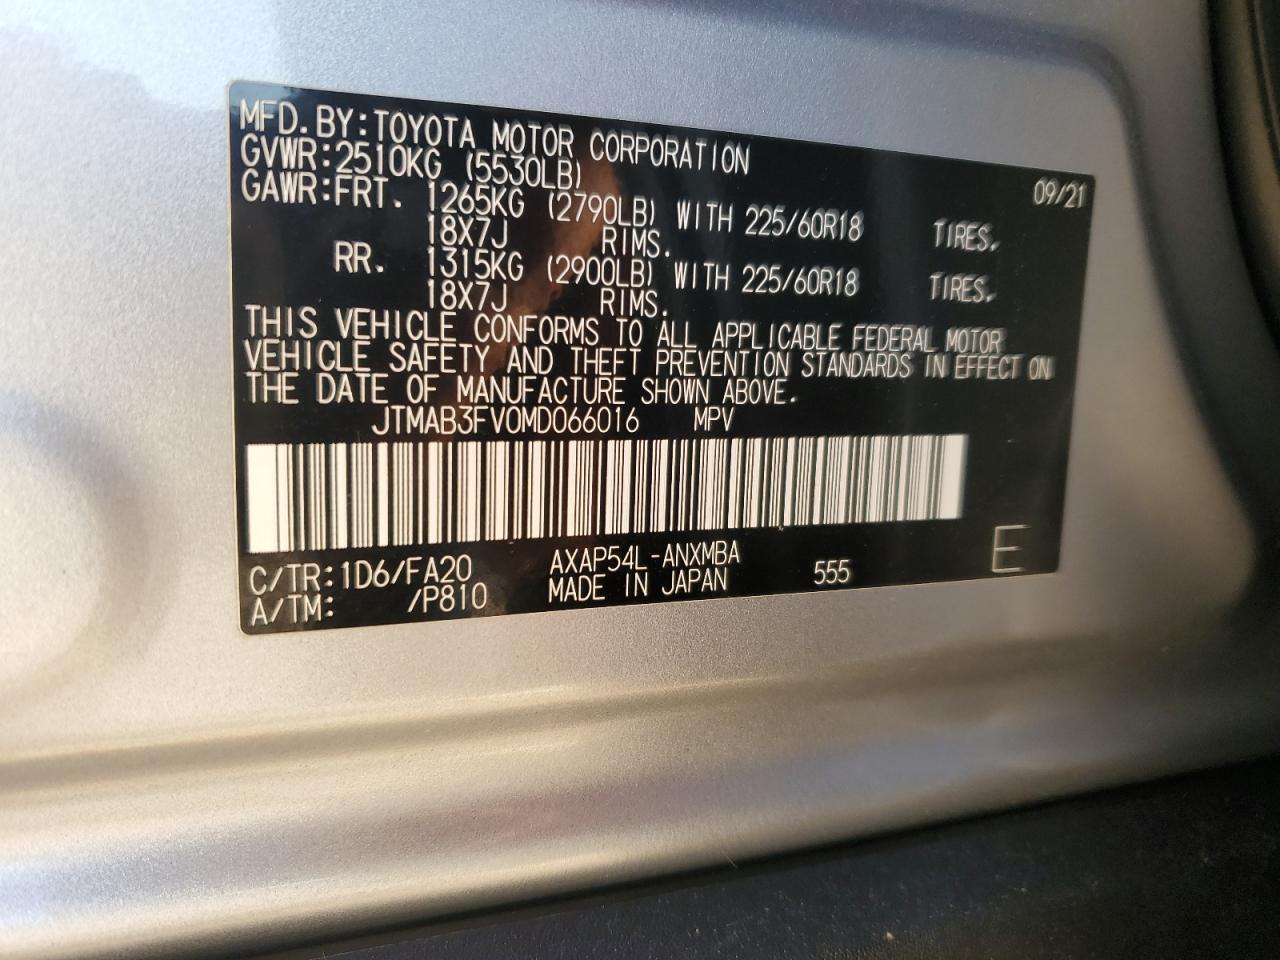 MFD. BY: TOYOTA MOTOR CORPORATION 09/21
GVWR: 2510KG (5530LB)
GAWR: FRT. 1265KG (2790LB) WITH 225/60R18 TIRES,
18X7J RIMS.
RR. 1315KG (2900LB) WITH 225/60R18 TIRES,
18X7J RIMS.
THIS VEHICLE CONFORMS TO ALL APPLICABLE FEDERAL MOTOR
VEHICLE SAFETY AND THEFT PREVENTION STANDARDS IN EFFECT ON
THE DATE OF MANUFACTURE SHOWN ABOVE.
JTMAB3FV0MD066016 MPV
C/TR: 1D6/FA20 AXAP54L-ANXMBA 555 E
A/TM: /P810 MADE IN JAPAN